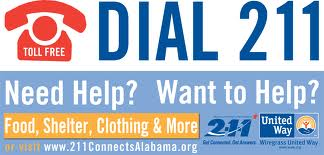 TOLL FREE
DIAL 211
Need Help? Want to Help?
Food, Shelter, Clothing & More
or visit www.211ConnectsAlabama.org
211
Get Connected. Get Answers.
United Way
Wiregrass United Way